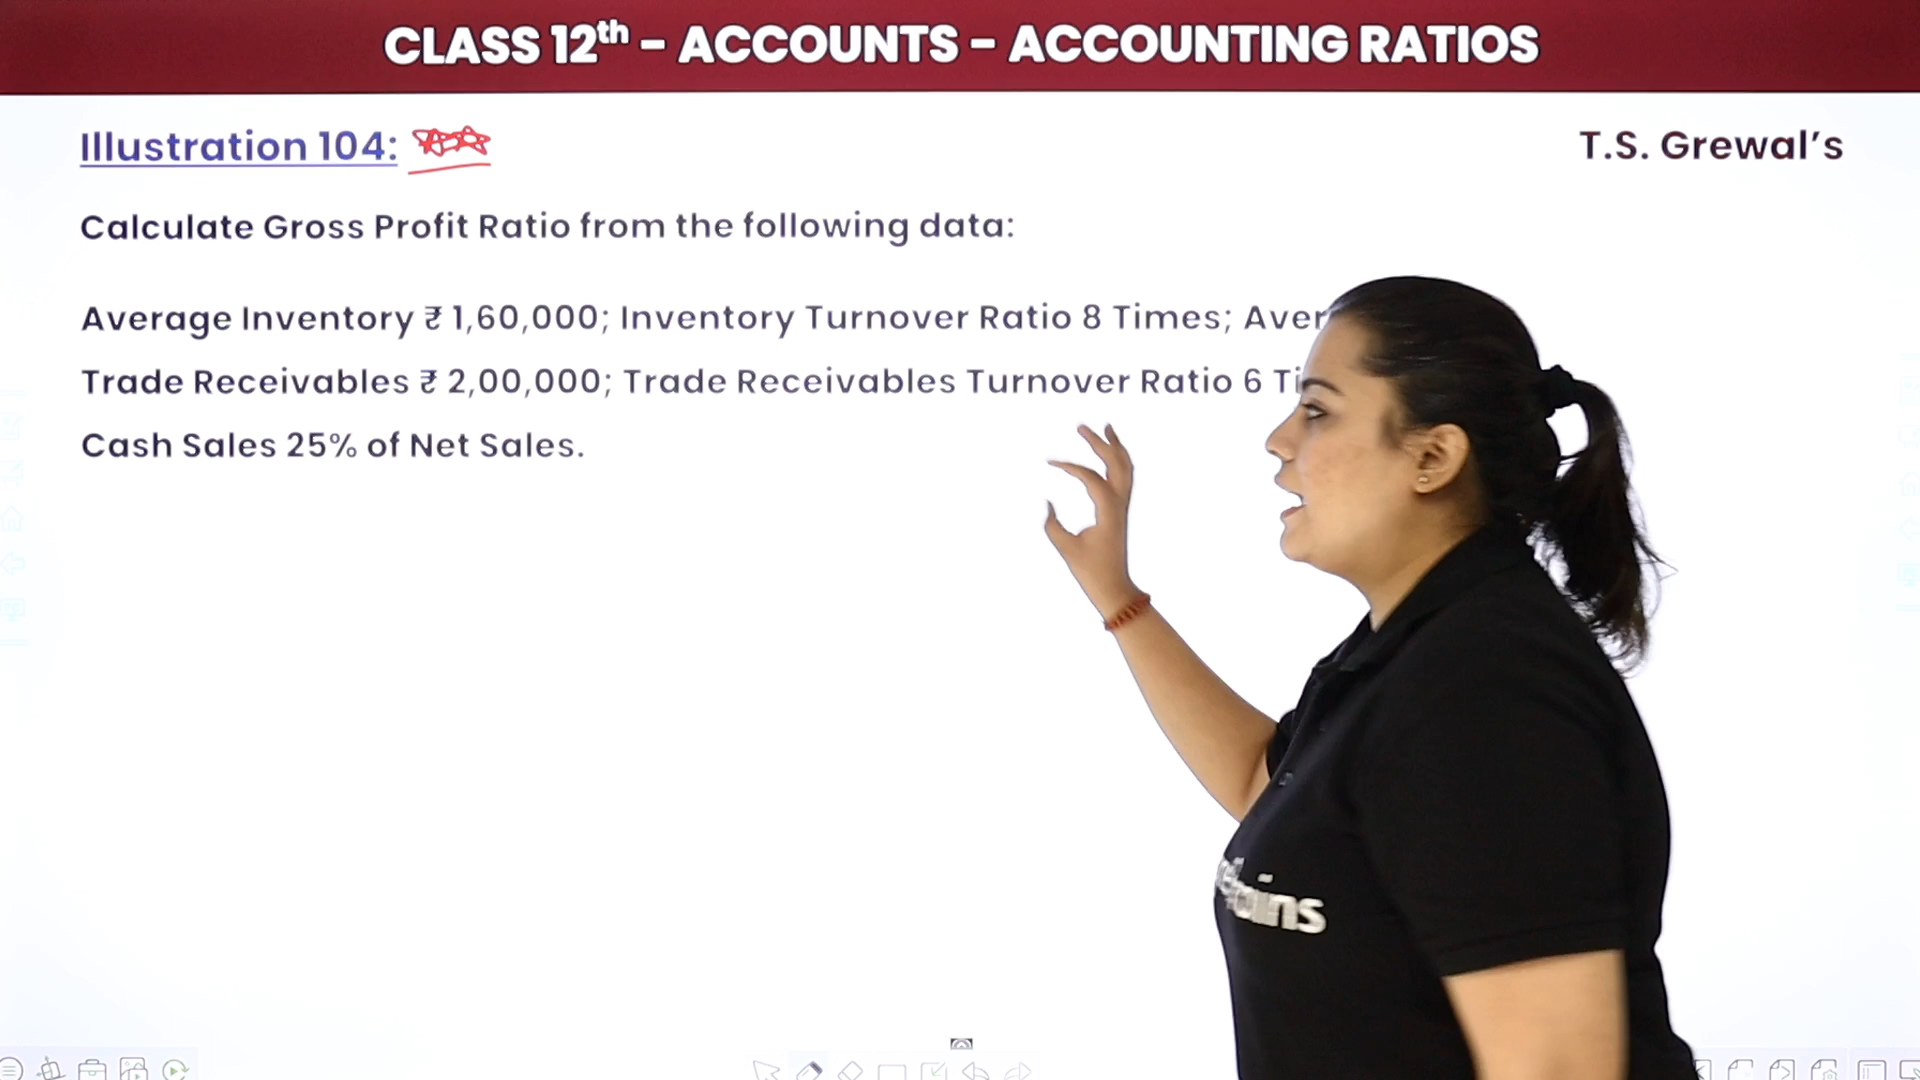 CLASS 12th – ACCOUNTS – ACCOUNTING RATIOS
Illustration 104:
T.S. Grewal's
Calculate Gross Profit Ratio from the following data:
Average Inventory ₹ 1,60,000; Inventory Turnover Ratio 8 Times;
Trade Receivables ₹ 2,00,000; Trade Receivables Turnover Ratio 6
Cash Sales 25% of Net Sales.